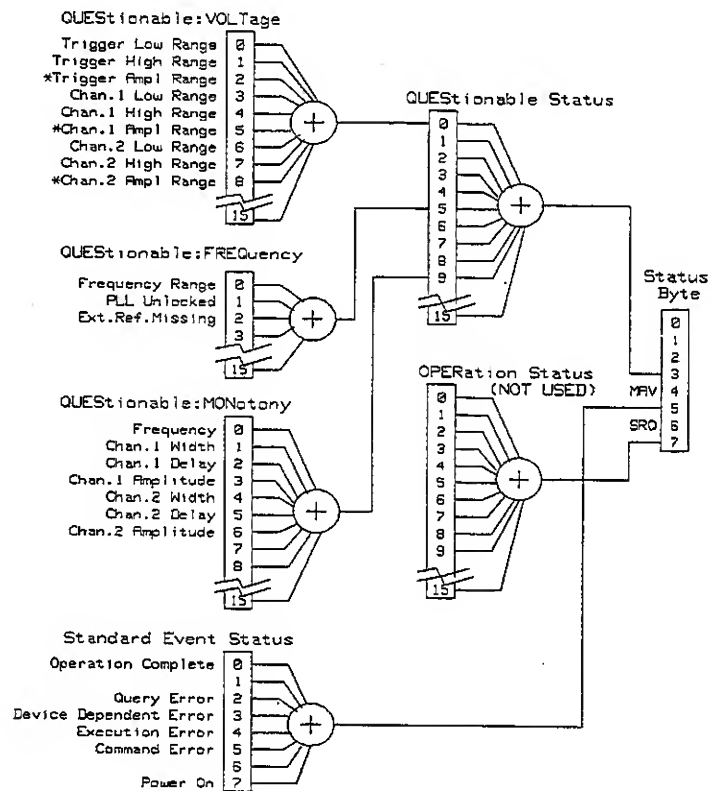 QUEStionable:VOLTage
Trigger Low Range 0
Trigger High Range 1
*Trigger Ampl Range 2
Chan.1 Low Range 3
Chan.1 High Range 4
*Chan.1 Ampl Range 5
Chan.2 Low Range 6
Chan.2 High Range 7
*Chan.2 Ampl Range 8
15
+
QUEStionable:FREQuency
Frequency Range 0
PLL Unlocked 1
Ext.Ref.Missing 2
3
15
+
QUEStionable:MONotony
Frequency 0
Chan.1 Width 1
Chan.1 Delay 2
Chan.1 Amplitude 3
Chan.2 Width 4
Chan.2 Delay 5
Chan.2 Amplitude 6
7
8
15
+
Standard Event Status
Operation Complete 0
1
Query Error 2
Device Dependent Error 3
Execution Error 4
Command Error 5
6
Power On 7
+
QUEStionable Status
0
1
2
3
4
5
6
7
8
9
15
+
OPERation Status
(NOT USED)
0
1
2
3
4
5
6
7
8
9
15
+
Status
Byte
0
1
2
3
MAV 4
5
SRQ 6
7